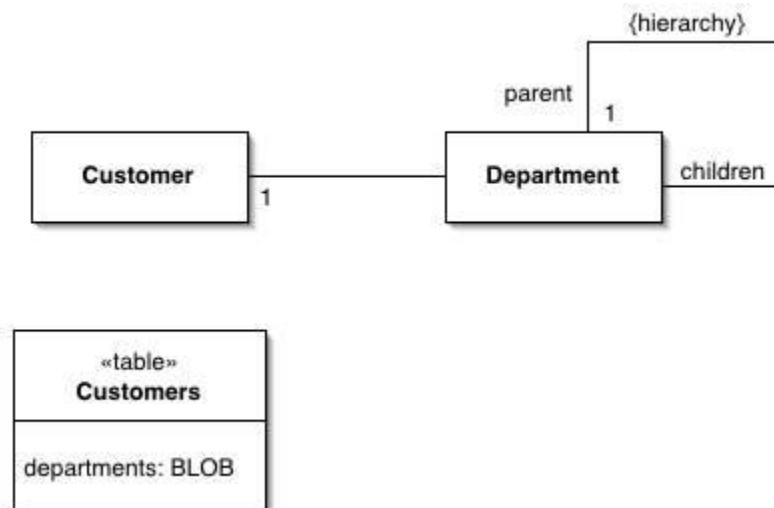 {hierarchy}
parent
1
Customer
1
Department
children
«table»
Customers
departments: BLOB